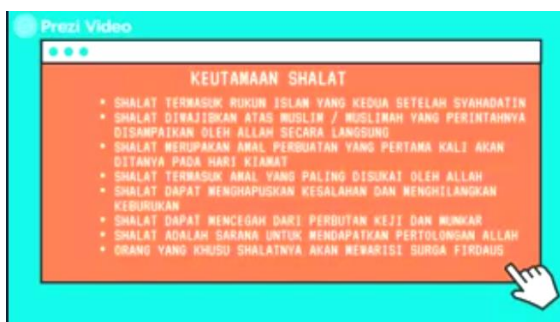 Prezi Video
KEUTAMAAN SHALAT
• SHALAT TERMASUK RUKUN ISLAM YANG KEDUA SETELAH SYAHADATIN
• SHALAT DIWAJIBKAN ATAS MUSLIM / MUSLIMAH YANG PERINTAHNYA
DISAMPAIKAN OLEH ALLAH SECARA LANGSUNG
• SHALAT MERUPAKAN AMAL PERBUATAN YANG PERTAMA KALI AKAN
DITANYA PADA HARI KIAMAT
• SHALAT TERMASUK AMAL YANG PALING DISUKAI OLEH ALLAH
• SHALAT DAPAT MENGHAPUSKAN KESALAHAN DAN MENGHILANGKAN
KEBURUKAN
• SHALAT DAPAT MENCEGAH DARI PERBUTAN KEJI DAN MUNKAR
• SHALAT ADALAH SARANA UNTUK MENDAPATKAN PERTOLONGAN ALLAH
• ORANG YANG KHUSU SHALATNYA AKAN MEWARISI SURGA FIRDAUS